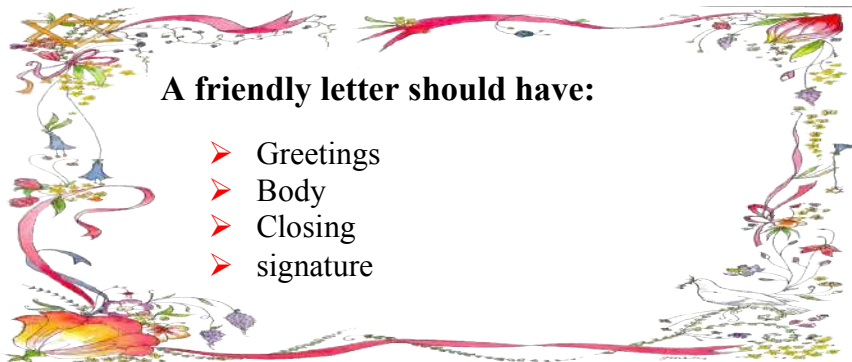 A friendly letter should have:
Greetings
Body
Closing
signature